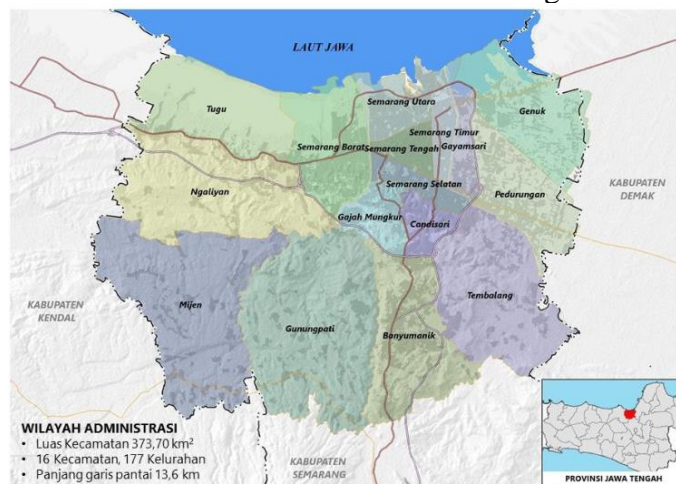 LAUT JAWA
Tugu
Semarang Utara
Genuk
Semarang Timur
Semarang Barat
Semarang Tengah
Gayamsari
Ngaliyan
Semarang Selatan
Pedurungan
KABUPATEN
DEMAK
Gajah Mungkur
Candisari
Mijen
Tembalang
KABUPATEN
KENDAL
Gunungpati
Banyumanik
WILAYAH ADMINISTRASI
• Luas Kecamatan 373,70 km²
• 16 Kecamatan, 177 Kelurahan
• Panjang garis pantai 13,6 km
KABUPATEN
SEMARANG
PROVINSI JAWA TENGAH